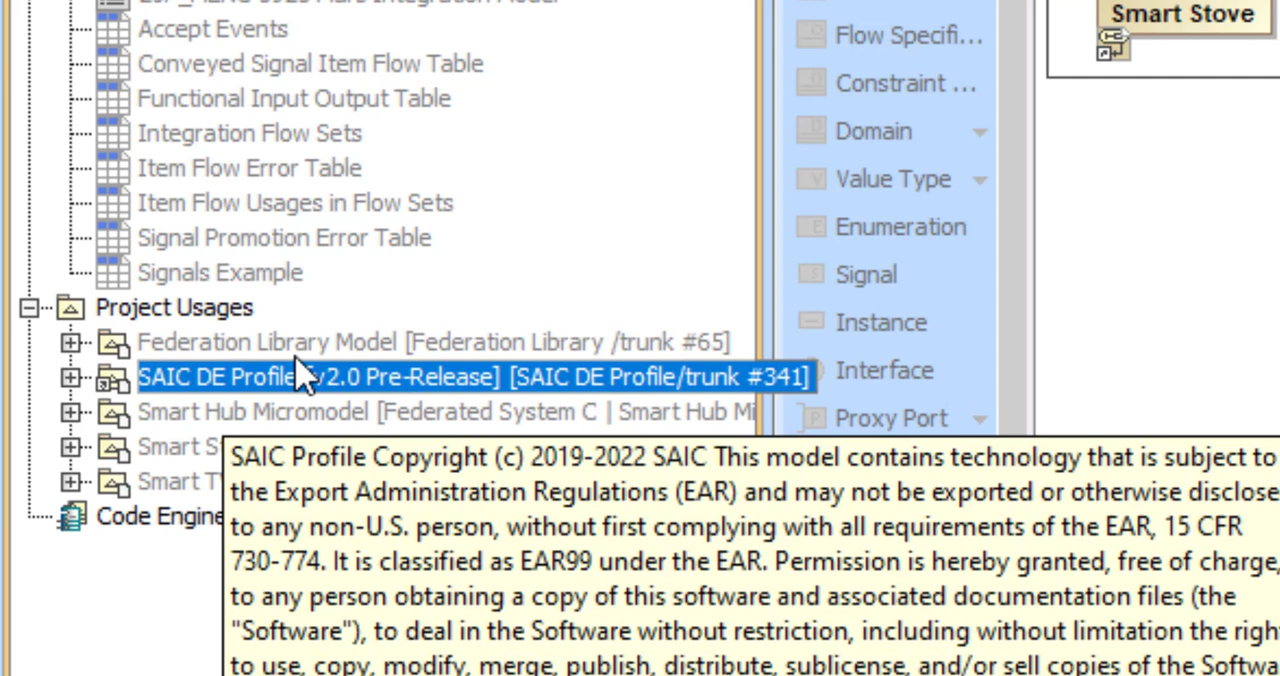 Accept Events
Conveyed Signal Item Flow Table
Functional Input Output Table
Integration Flow Sets
Item Flow Error Table
Item Flow Usages in Flow Sets
Signal Promotion Error Table
Signals Example
Project Usages
Federation Library Model [Federation Library /trunk #65]
SAIC DE Profile [v2.0 Pre-Release] [SAIC DE Profile/trunk #341]
Smart Hub Micromodel [Federated System C | Smart Hub Mi
Smart S
Smart T
Code Engine
SAIC Profile Copyright (c) 2019-2022 SAIC This model contains technology that is subject to
the Export Administration Regulations (EAR) and may not be exported or otherwise disclose
to any non-U.S. person, without first complying with all requirements of the EAR, 15 CFR
730-774. It is classified as EAR99 under the EAR. Permission is hereby granted, free of charge,
to any person obtaining a copy of this software and associated documentation files (the
"Software"), to deal in the Software without restriction, including without limitation the righ
to use, copy, modify, merge, publish, distribute, sublicense, and/or sell copies of the Softwa
Flow Specifi...
Constraint ...
Domain
Value Type
Enumeration
Signal
Instance
Interface
Proxy Port
Smart Stove